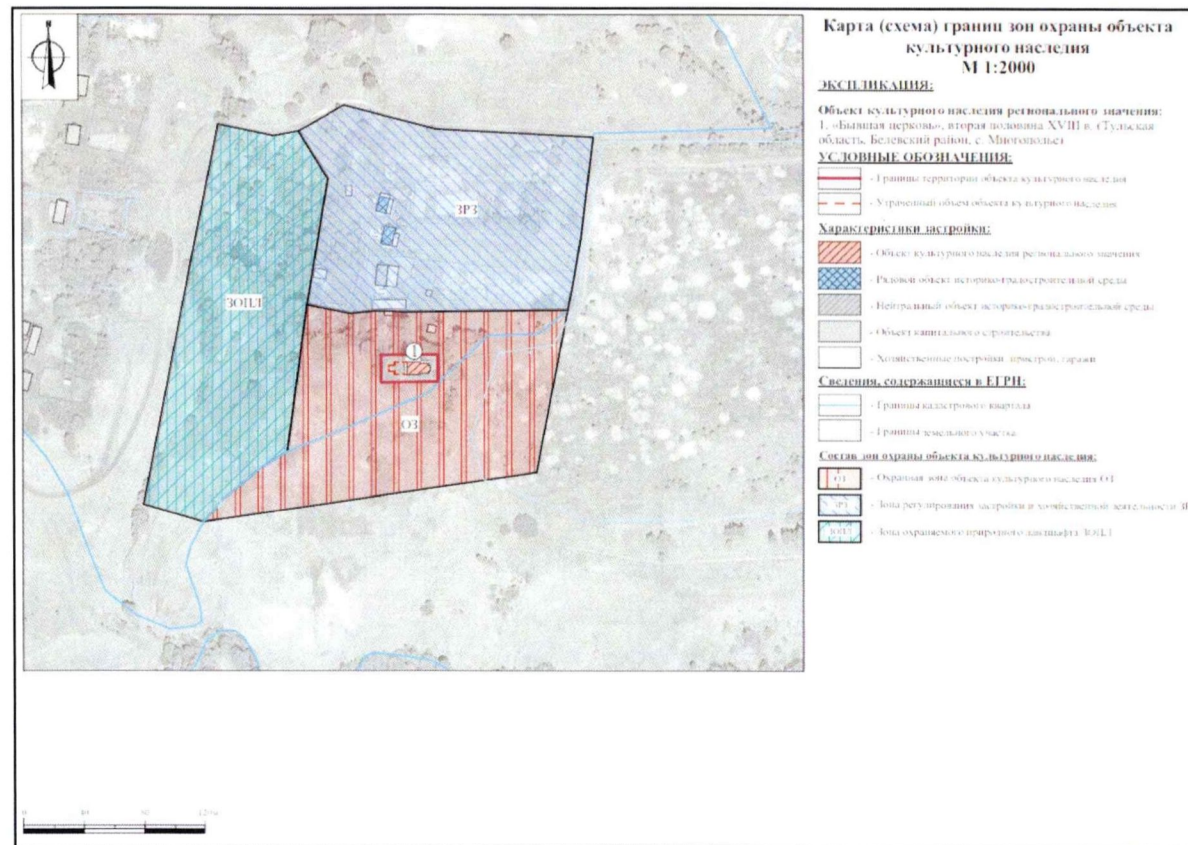 N
Карта (схема) границ зон охраны объекта
культурного наследия
М 1:2000
ЭКСПЛИКАЦИЯ:
Объект культурного наследия регионального значения:
1. «Бывшая церковь», вторая половина XVIII в. (Тульская
область, Белевский район, с. Многополье)
УСЛОВНЫЕ ОБОЗНАЧЕНИЯ:
- Границы территории объекта культурного наследия
- Утраченный объем объекта культурного наследия
Характеристики застройки:
- Объект культурного наследия регионального значения
- Рядовой объект историко-градостроительной среды
- Нейтральный объект историко-градостроительной среды
- Объект капитального строительства
- Хозяйственные постройки, пристрои, гаражи
Сведения, содержащиеся в ЕГРН:
- Границы кадастрового квартала
- Границы земельного участка
Состав зон охраны объекта культурного наследия:
- Охранная зона объекта культурного наследия ОЗ
ЗРЗ - Зона регулирования застройки и хозяйственной деятельности
ЗОПЛ - Зона охраняемого природного ландшафта ЗОПЛ
ЗРЗ
ЗОПЛ
1
ОЗ
0